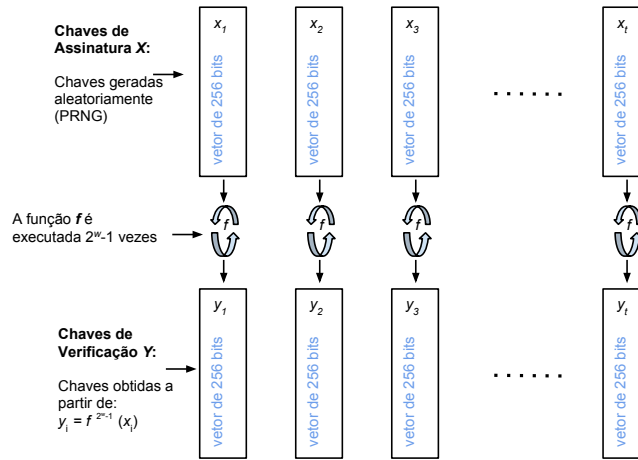 Chaves de
Assinatura X:
Chaves geradas
aleatoriamente
(PRNG)
x1 x2 x3 xt
vetor de 256 bits vetor de 256 bits vetor de 256 bits vetor de 256 bits
. . . . . .
A função f é
executada 2^w-1 vezes
f f f f
Chaves de
Verificação Y:
Chaves obtidas a
partir de:
yi = f 2^w-1 (xi)
y1 y2 y3 yt
vetor de 256 bits vetor de 256 bits vetor de 256 bits vetor de 256 bits
. . . . . .